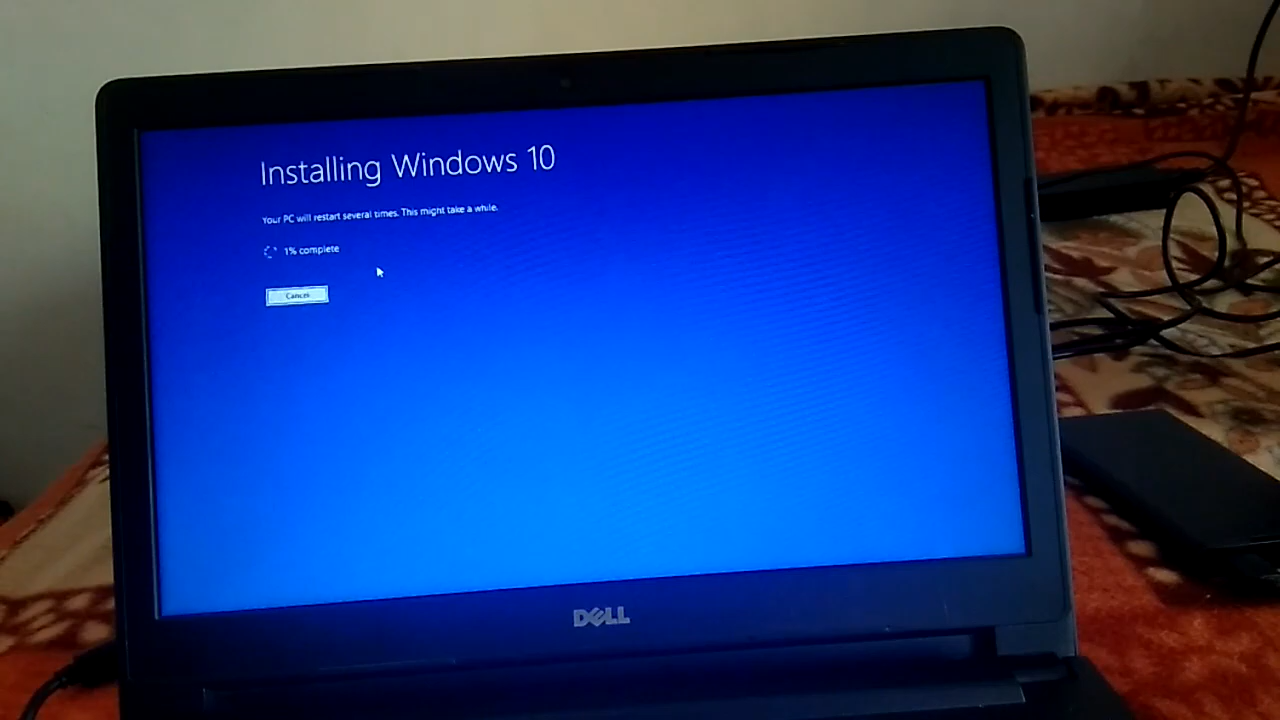 Installing Windows 10
Your PC will restart several times. This might take a while.
1% complete
Cancel
DELL